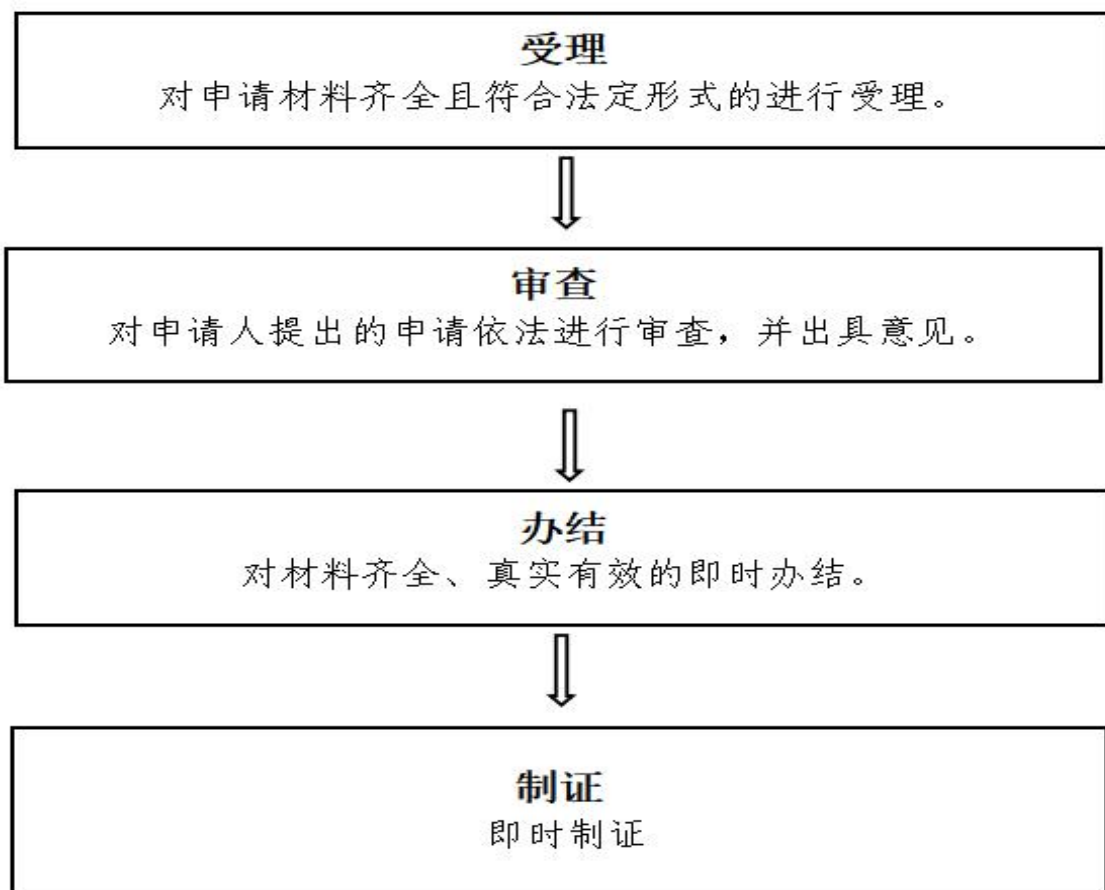 受理
对申请材料齐全且符合法定形式的进行受理。
审查
对申请人提出的申请依法进行审查，并出具意见。
办结
对材料齐全、真实有效的即时办结。
制证
即时制证